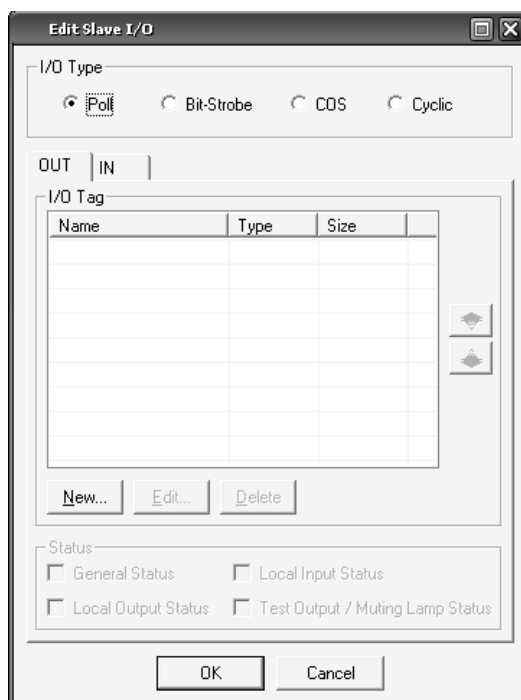 Edit Slave I/O
I/O Type
Poll Bit-Strobe COS Cyclic
OUT IN
I/O Tag
Name Type Size
New... Edit... Delete
Status
General Status Local Input Status
Local Output Status Test Output / Muting Lamp Status
OK Cancel